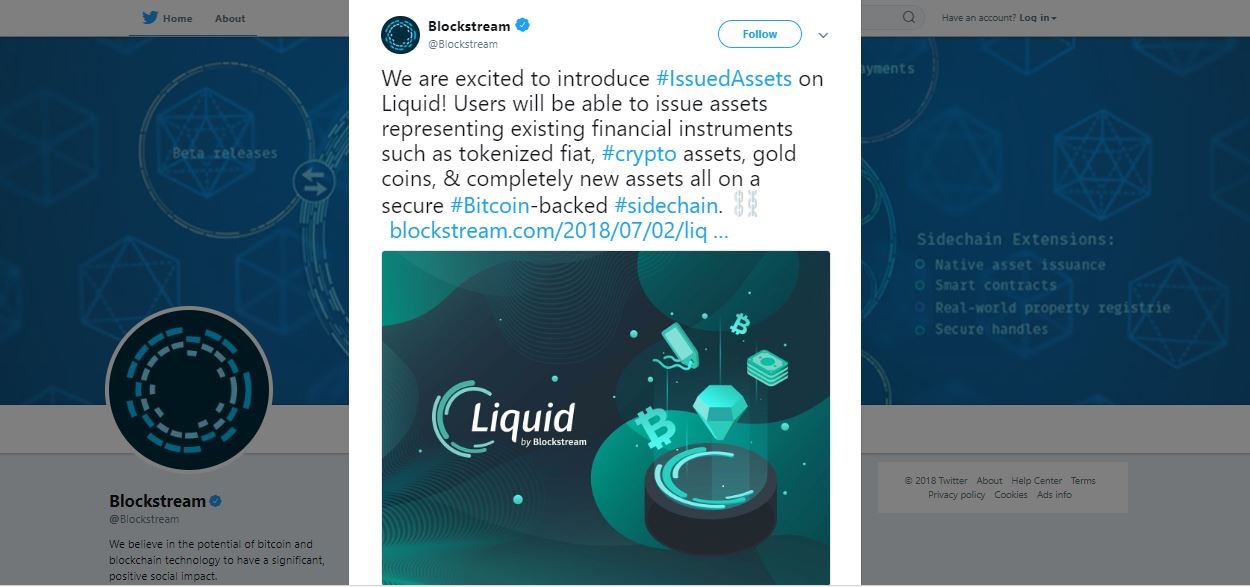 Home About
Have an account? Log in
Blockstream
@Blockstream
Follow
We are excited to introduce #IssuedAssets on
Liquid! Users will be able to issue assets
representing existing financial instruments
such as tokenized fiat, #crypto assets, gold
coins, & completely new assets all on a
secure #Bitcoin-backed #sidechain.
blockstream.com/2018/07/02/liq ...
Liquid
by Blockstream
Beta releases
ayments
Sidechain Extensions:
Native asset issuance
Smart contracts
Real-world property registrie
Secure handles
Blockstream
@Blockstream
We believe in the potential of bitcoin and
blockchain technology to have a significant,
positive social impact.
© 2018 Twitter About Help Center Terms
Privacy policy Cookies Ads info